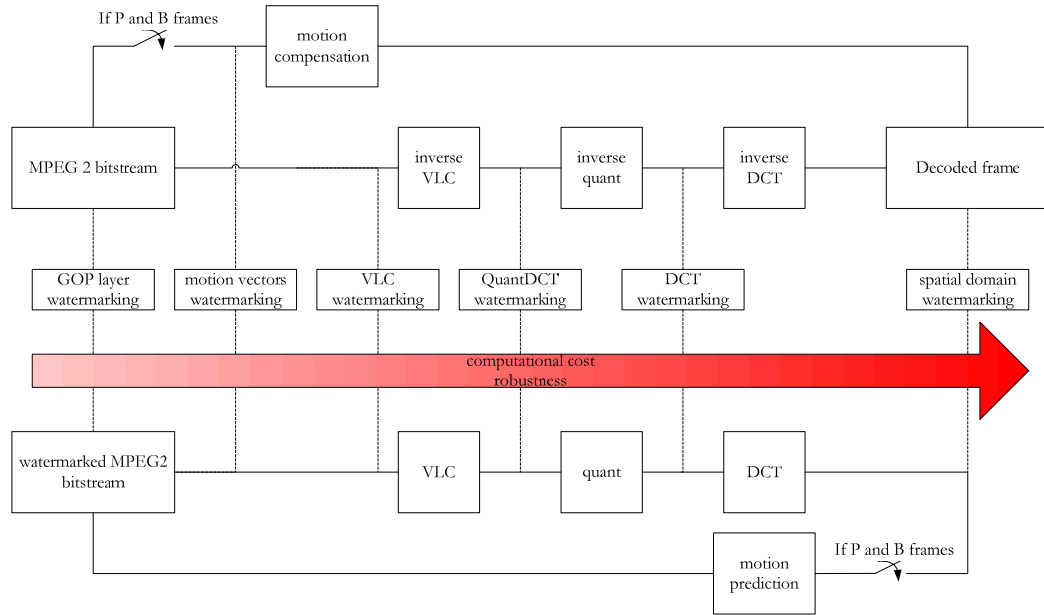 If P and B frames
motion
compensation
MPEG 2 bitstream
inverse
VLC
inverse
quant
inverse
DCT
Decoded frame
GOP layer
watermarking
motion vectors
watermarking
VLC
watermarking
QuantDCT
watermarking
DCT
watermarking
spatial domain
watermarking
computational cost
robustness
watermarked MPEG2
bitstream
VLC
quant
DCT
motion
prediction
If P and B frames